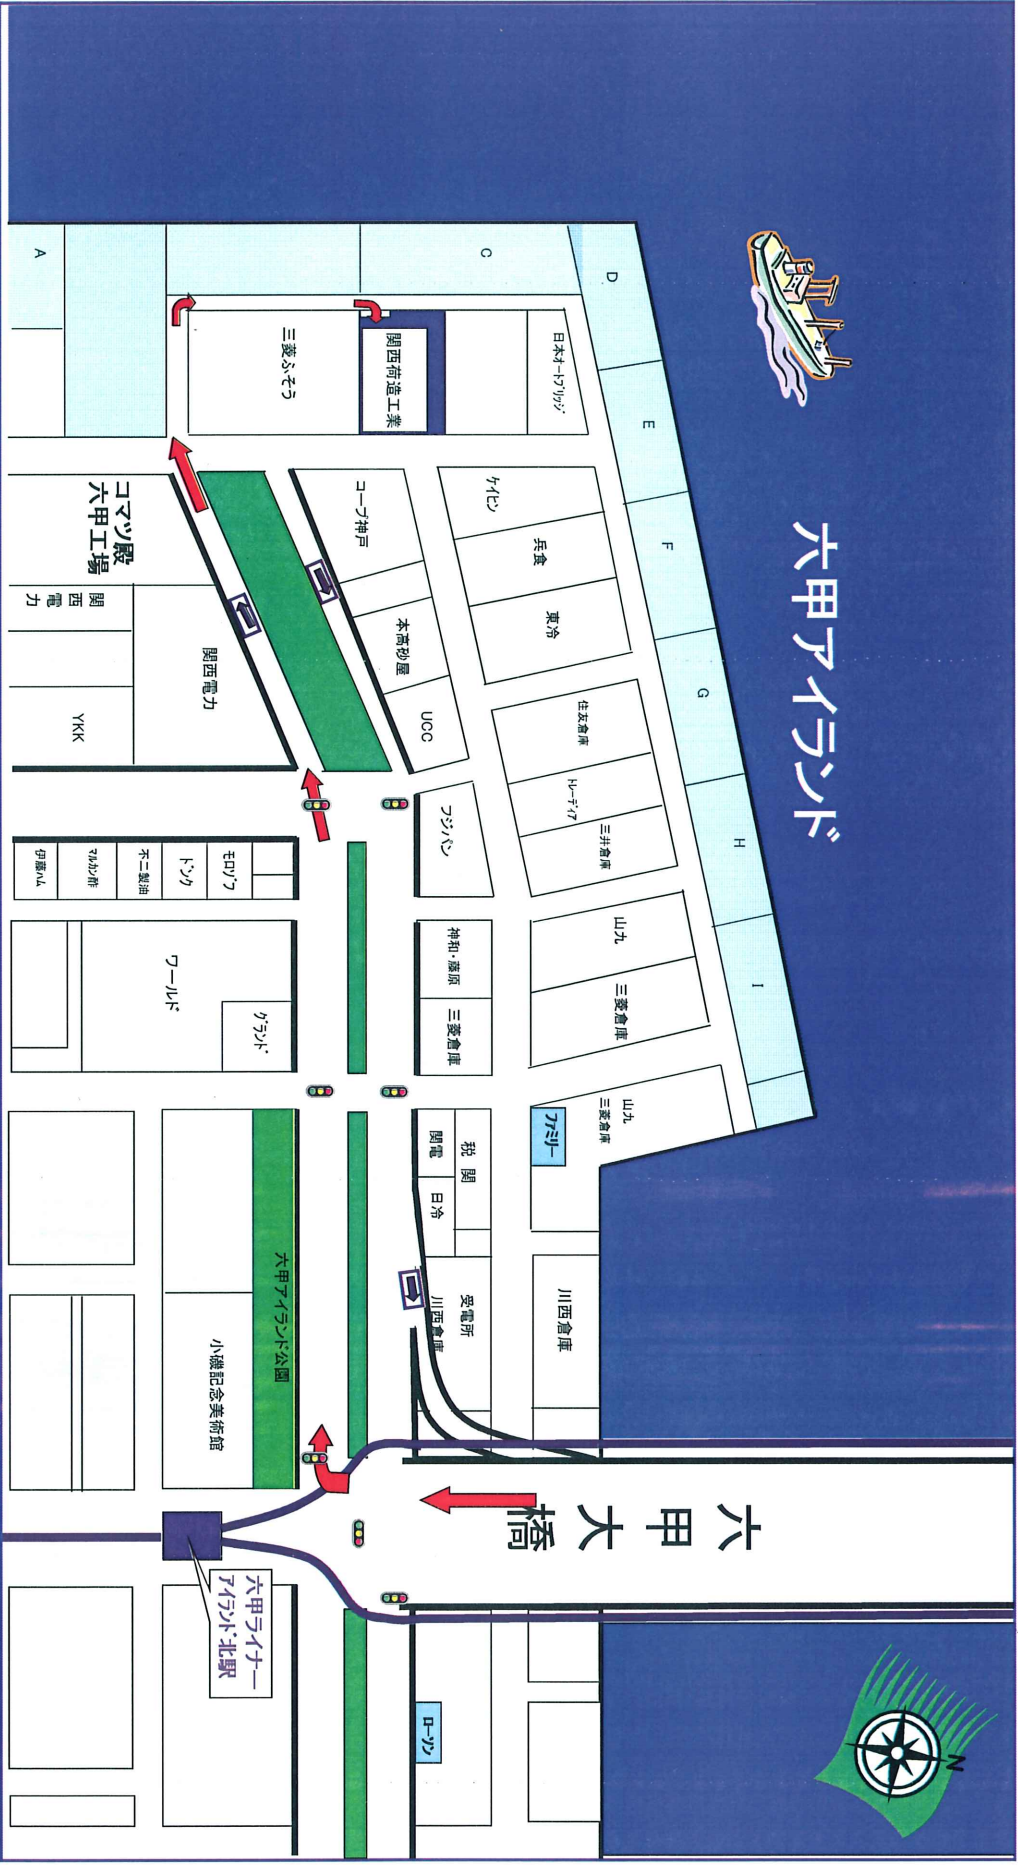 六甲アイランド
N
A
C
D
E
F
G
H
I
日本オートブリッジ
関西荷造工業
三菱ふそう
ケイヒン
兵食
東冷
コープ神戸
本高砂屋
UCC
住友倉庫
トレーディア
三井倉庫
フジパン
山九
三菱倉庫
神和・藤原
三菱倉庫
山九
三菱倉庫
ファミリー
税関
関電
日冷
受電所
川西倉庫
川西倉庫
六甲大橋
ローソン
コマツ殿
六甲工場
関西
電力
関西電力
YKK
モロゾフ
ドンク
不二製油
マルカン酢
伊藤ハム
ワールド
グランド
六甲アイランド公園
小磯記念美術館
六甲ライナー
アイランド北駅